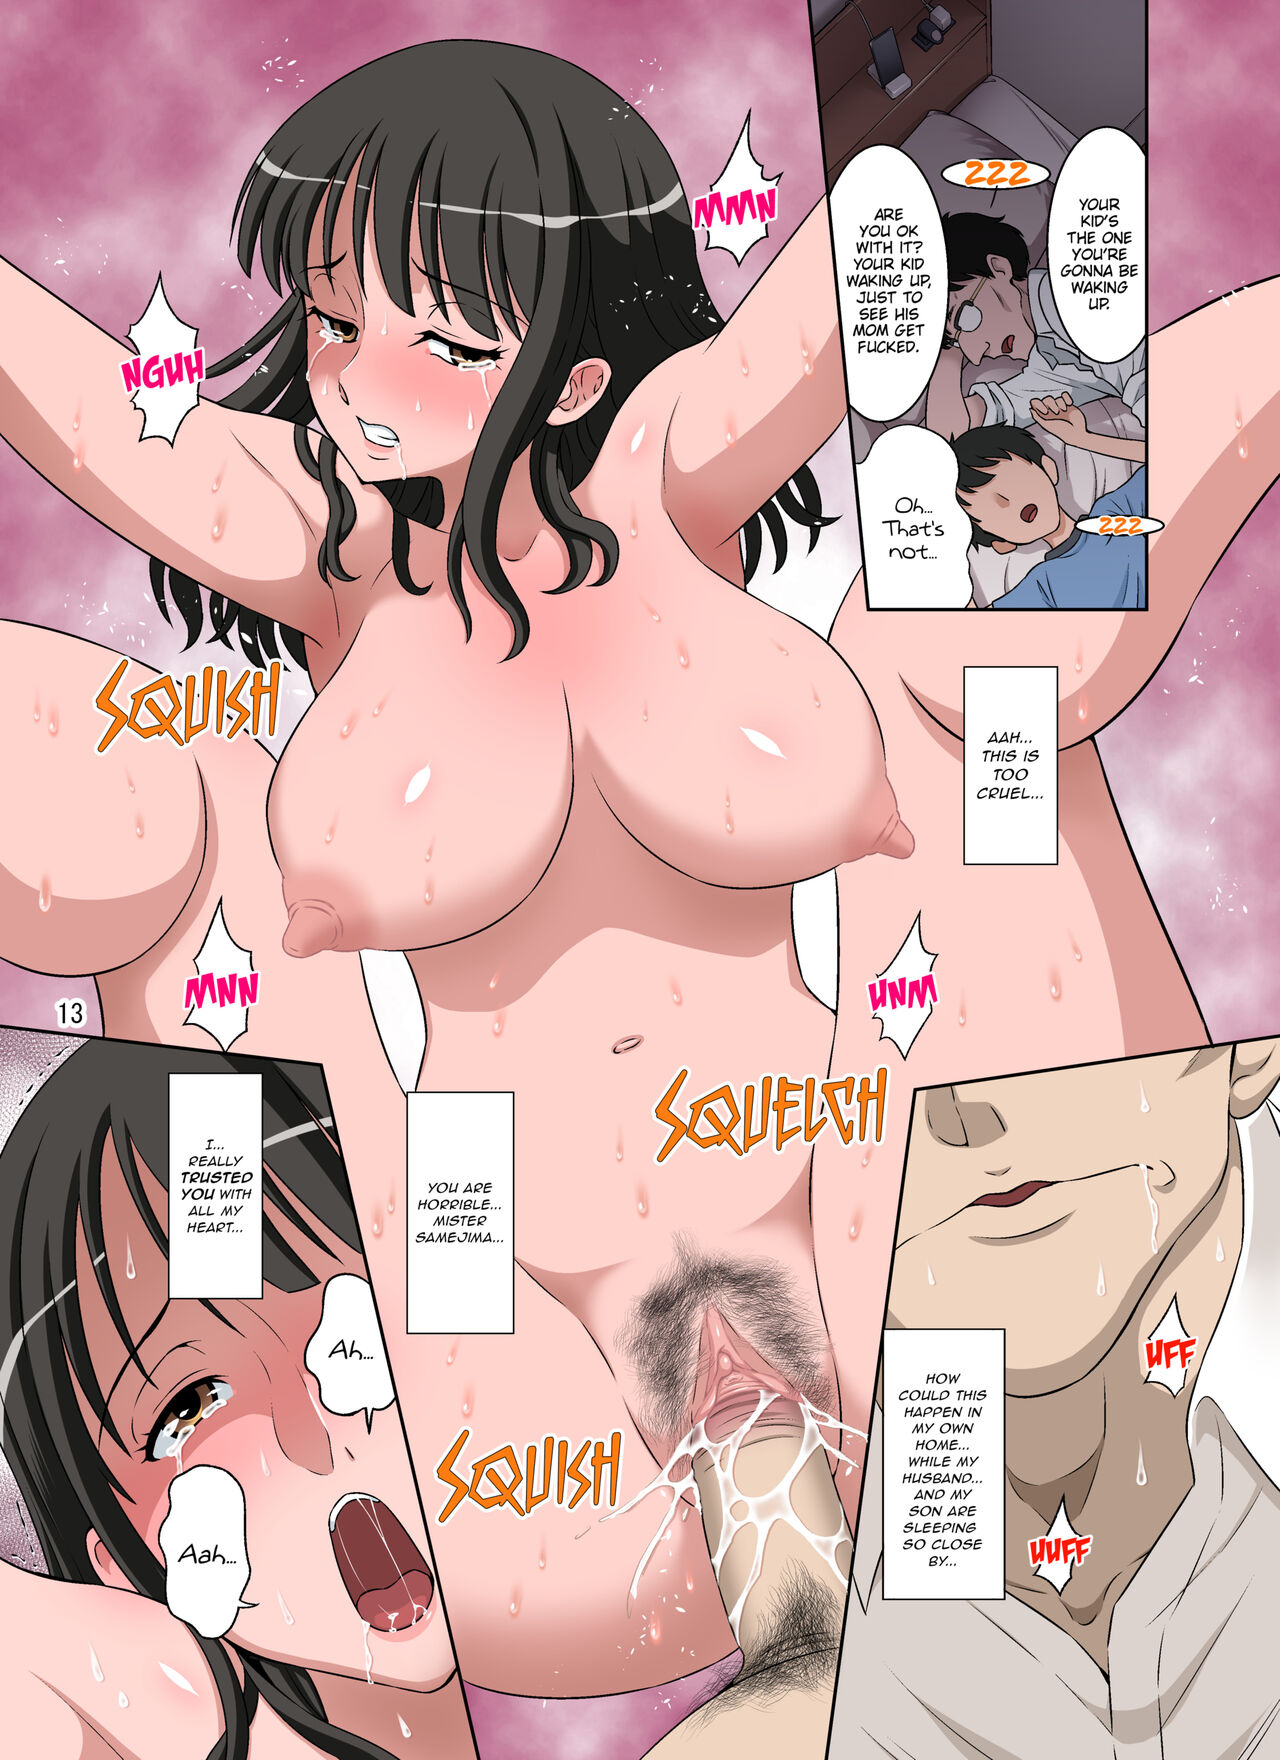 YOUR
KID'S
THE ONE
YOU'RE
GONNA BE
WAKING
UP.
ZZZ
ARE
YOU OK
WITH IT?
YOUR KID
WAKING UP,
JUST TO
SEE HIS
MOM GET
FUCKED.
Oh...
That's
not...
ZZZ
MMN
NGUH
SQUISH
AAH...
THIS IS
TOO
CRUEL...
MNN
UNM
SQUELCH
SQUISH
HOW
COULD THIS
HAPPEN IN
MY OWN
HOME...
WHILE MY
HUSBAND...
AND MY
SON ARE
SLEEPING
SO CLOSE
BY...
UFF
UUFF
YOU ARE
HORRIBLE...
MISTER
SAMEJIMA...
I...
REALLY
TRUSTED
YOU WITH
ALL MY
HEART...
Ah...
Aah...
13